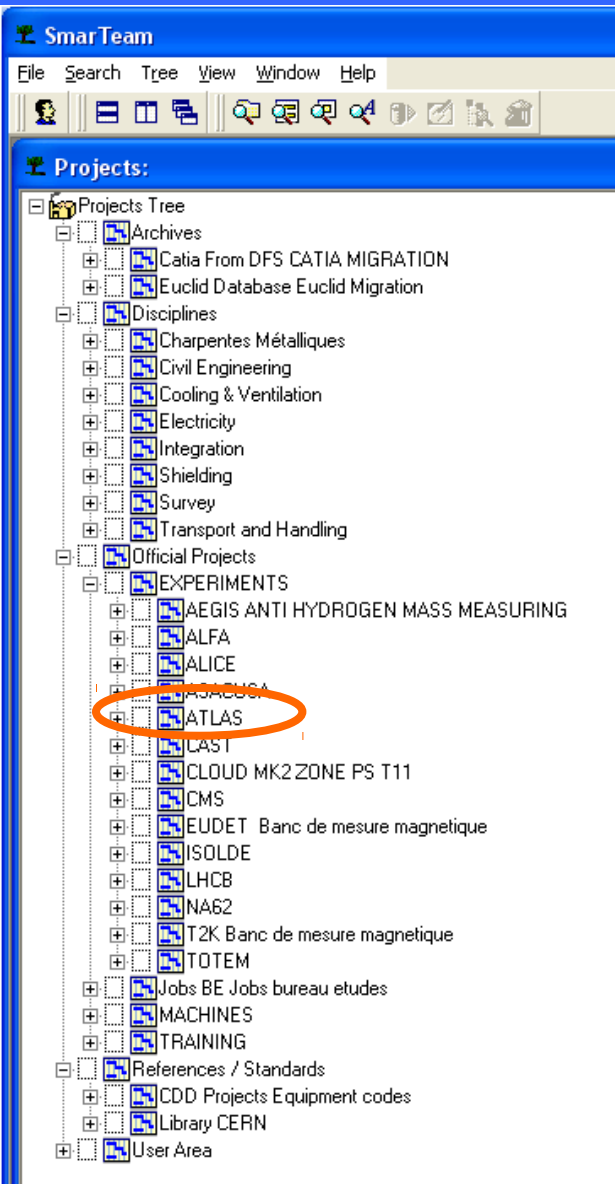 SmarTeam
File Search Tree View Window Help
Projects:
Projects Tree
Archives
Catia From DFS CATIA MIGRATION
Euclid Database Euclid Migration
Disciplines
Charpentes Métalliques
Civil Engineering
Cooling & Ventilation
Electricity
Integration
Shielding
Survey
Transport and Handling
Official Projects
EXPERIMENTS
AEGIS ANTI HYDROGEN MASS MEASURING
ALFA
ALICE
ASACUSA
ATLAS
CAST
CLOUD MK2 ZONE PS T11
CMS
EUDET  Banc de mesure magnetique
ISOLDE
LHCB
NA62
T2K Banc de mesure magnetique
TOTEM
Jobs BE Jobs bureau etudes
MACHINES
TRAINING
References / Standards
CDD Projects Equipment codes
Library CERN
User Area